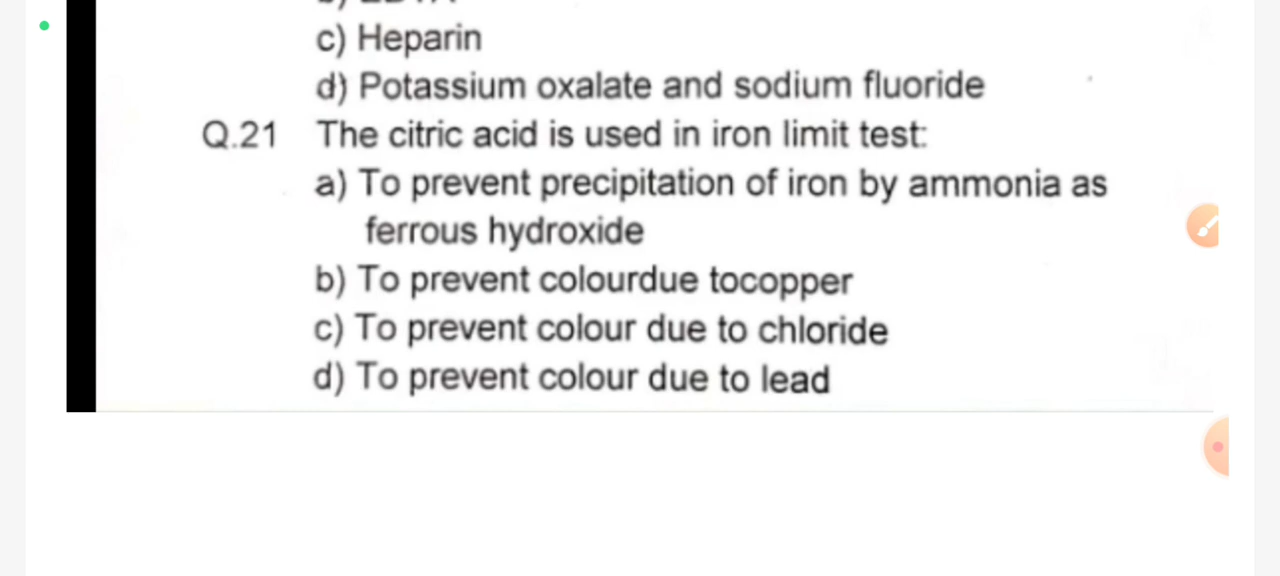 c) Heparin
d) Potassium oxalate and sodium fluoride
Q.21 The citric acid is used in iron limit test:
a) To prevent precipitation of iron by ammonia as
ferrous hydroxide
b) To prevent colourdue tocopper
c) To prevent colour due to chloride
d) To prevent colour due to lead